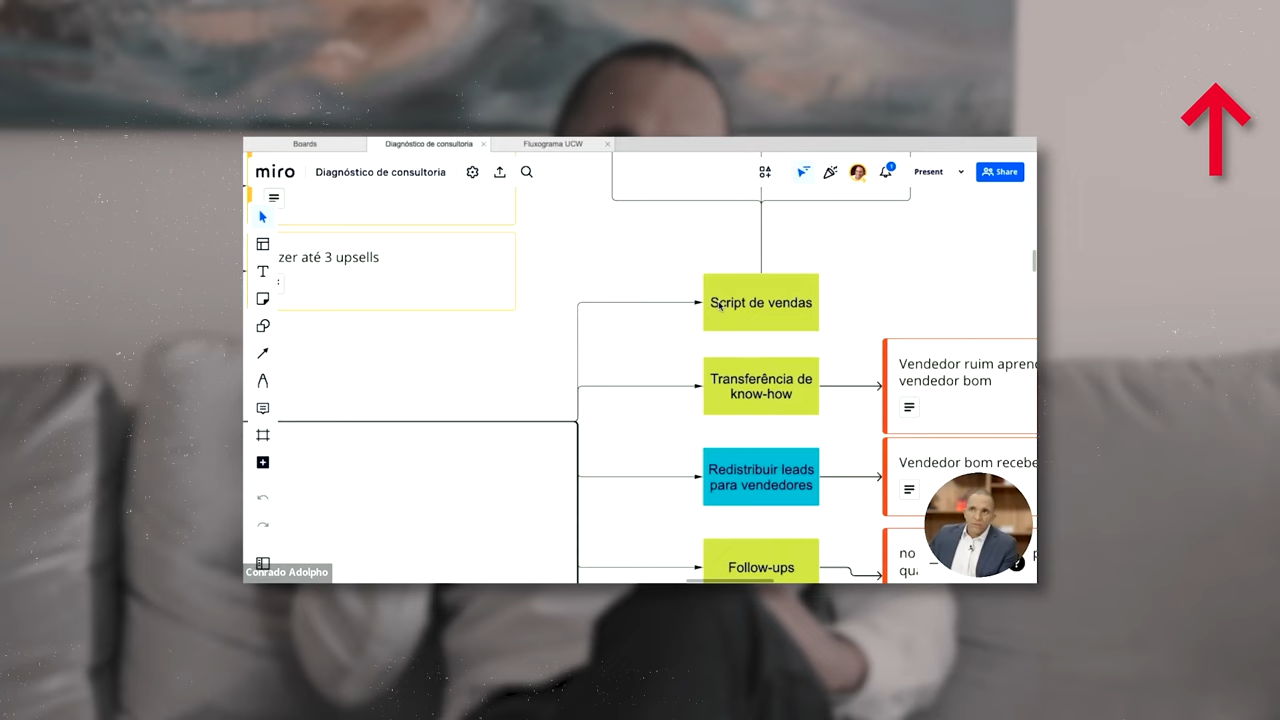 Boards
Diagnóstico de consultoria
Fluxograma UCW
miro
Diagnóstico de consultoria
1
Present
Share
zer até 3 upsells
Script de vendas
Transferência de
know-how
Vendedor ruim
vendedor bom
Redistribuir leads
para vendedores
Vendedor bom recebe
Follow-ups
no
Conrado Adolpho